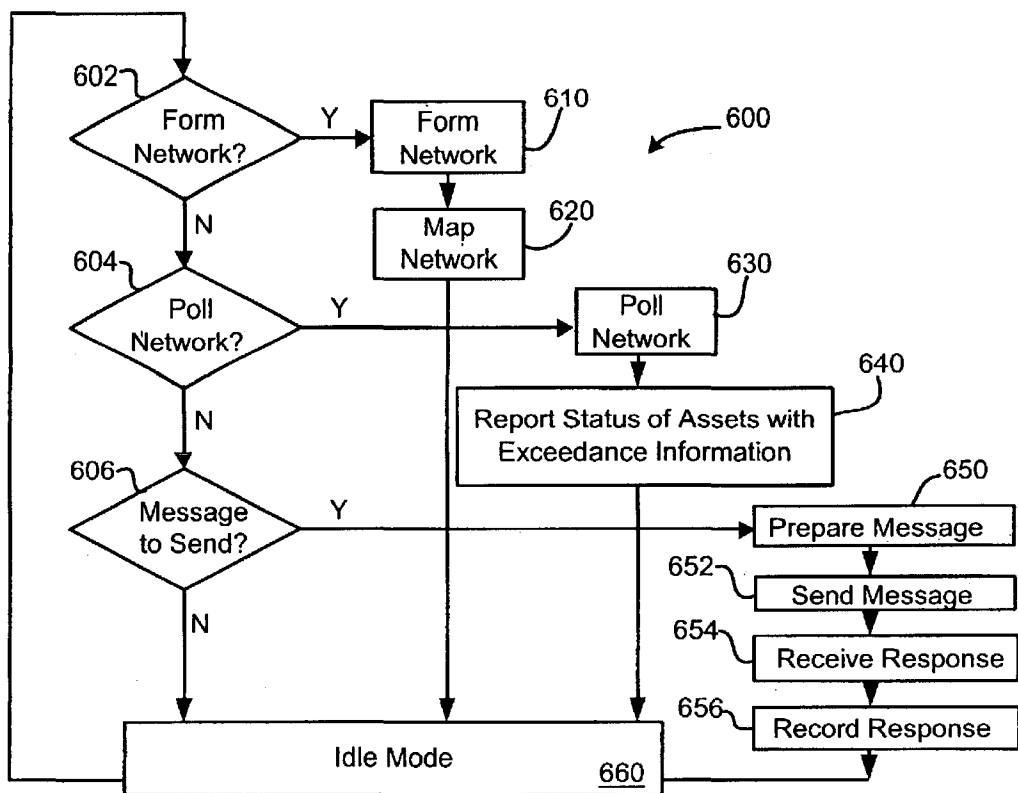 602
Form
Network?
Y
610
Form
Network
600
N
Map
Network
620
604
Poll
Network?
Y
630
Poll
Network
N
640
Report Status of Assets with
Exceedance Information
606
Message
to Send?
Y
650
Prepare Message
652
Send Message
N
654
Receive Response
656
Record Response
Idle Mode
660